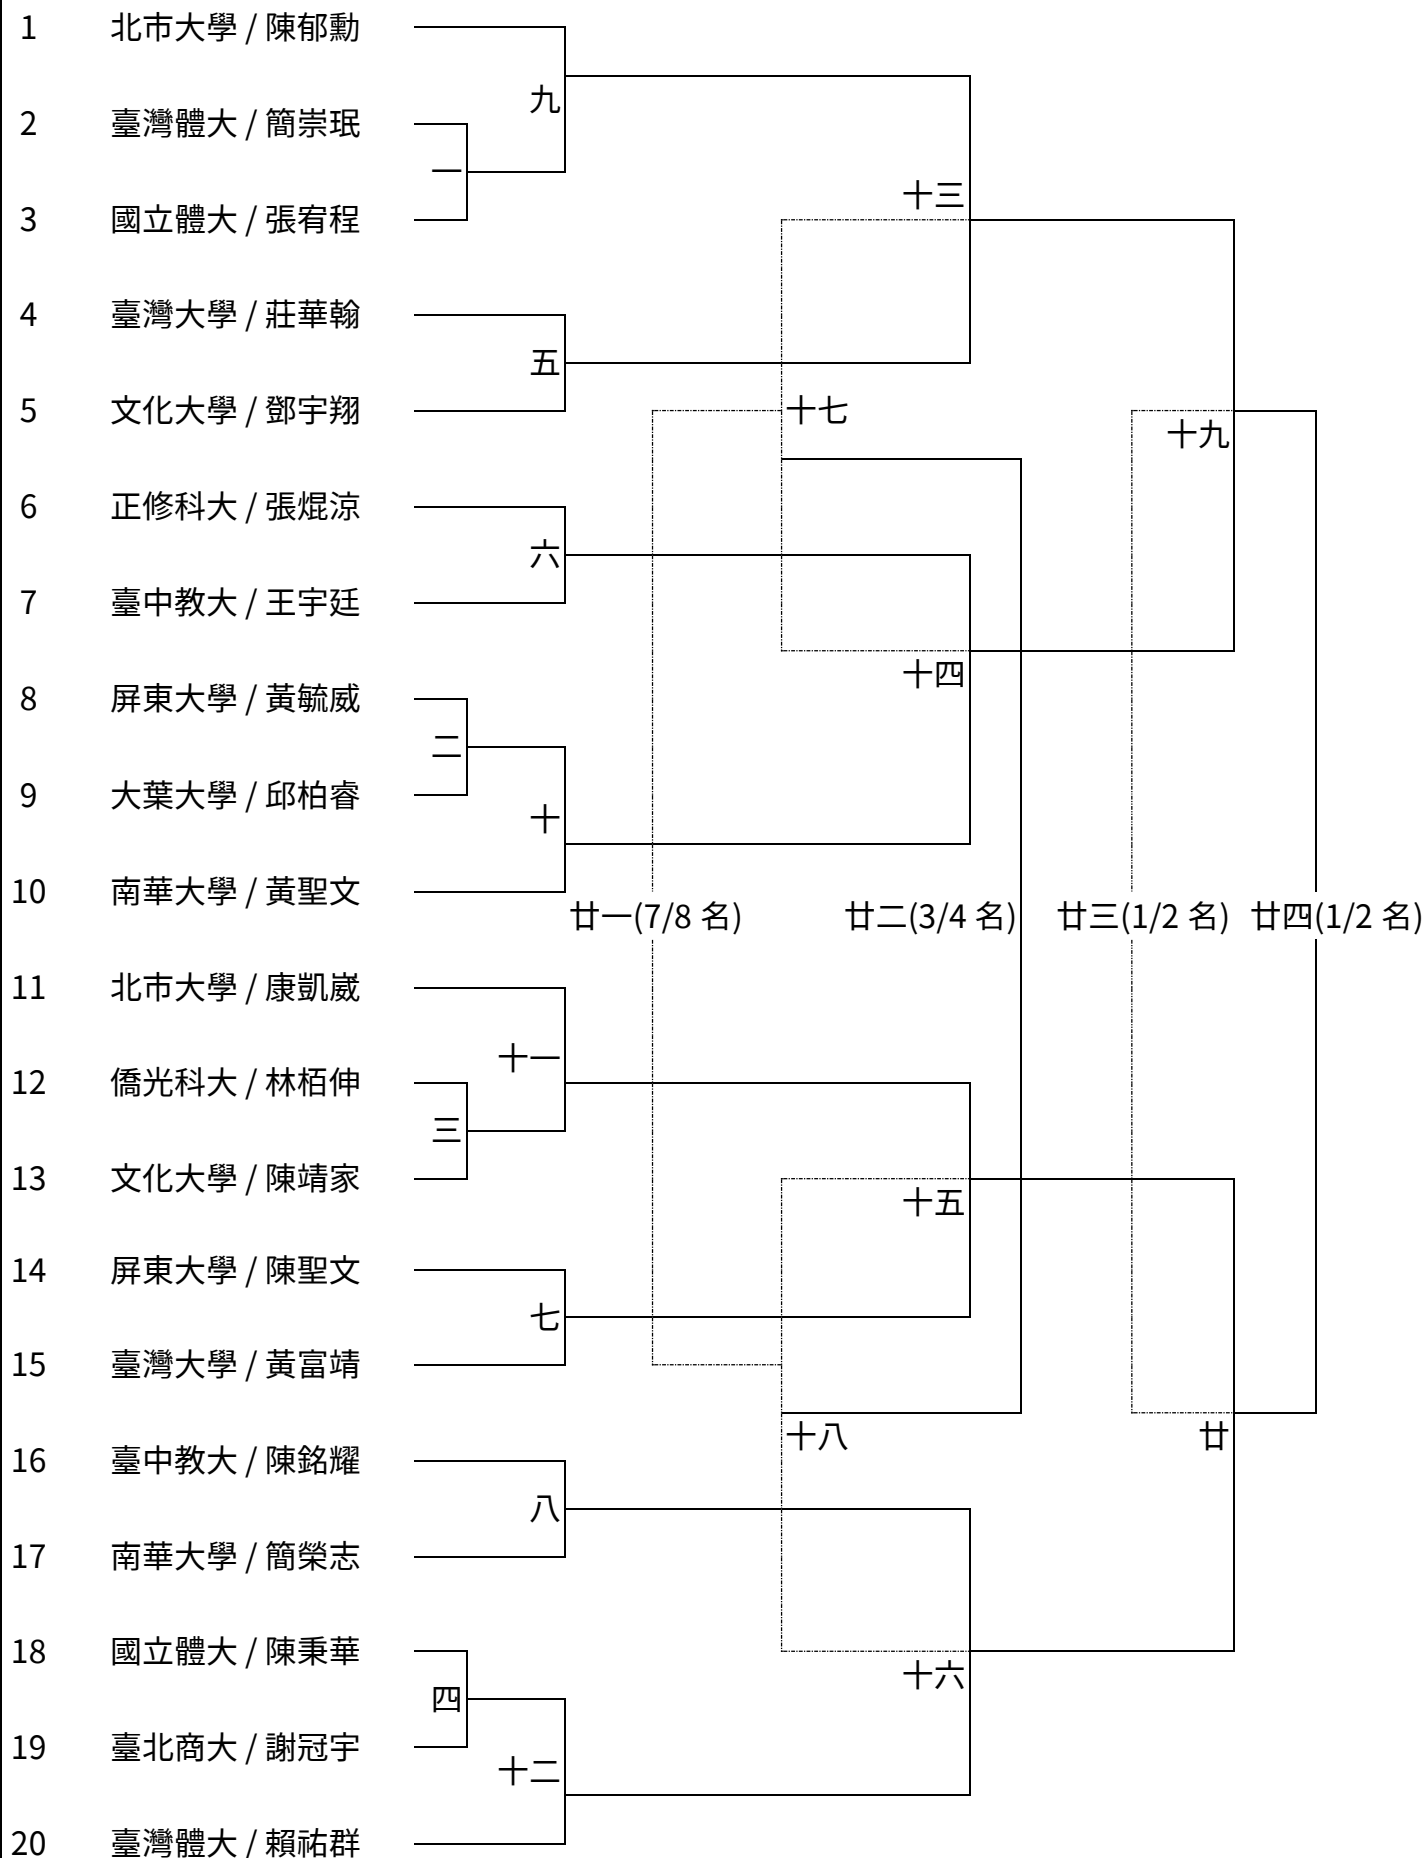 1 北市大學 / 陳郁勳
九
2 臺灣體大 / 簡崇珉
一
十三
3 國立體大 / 張宥程
4 臺灣大學 / 莊華翰
五
5 文化大學 / 鄧宇翔
十七
十九
6 正修科大 / 張焜涼
六
7 臺中教大 / 王宇廷
十四
8 屏東大學 / 黃毓威
二
9 大葉大學 / 邱柏睿
十
10 南華大學 / 黃聖文
廿一(7/8 名) 廿二(3/4 名) 廿三(1/2 名) 廿四(1/2 名)
11 北市大學 / 康凱崴
十一
12 僑光科大 / 林栢伸
三
13 文化大學 / 陳靖家
十五
14 屏東大學 / 陳聖文
七
15 臺灣大學 / 黃富靖
十八
廿
16 臺中教大 / 陳銘耀
八
17 南華大學 / 簡榮志
18 國立體大 / 陳秉華
十六
四
19 臺北商大 / 謝冠宇
十二
20 臺灣體大 / 賴祐群